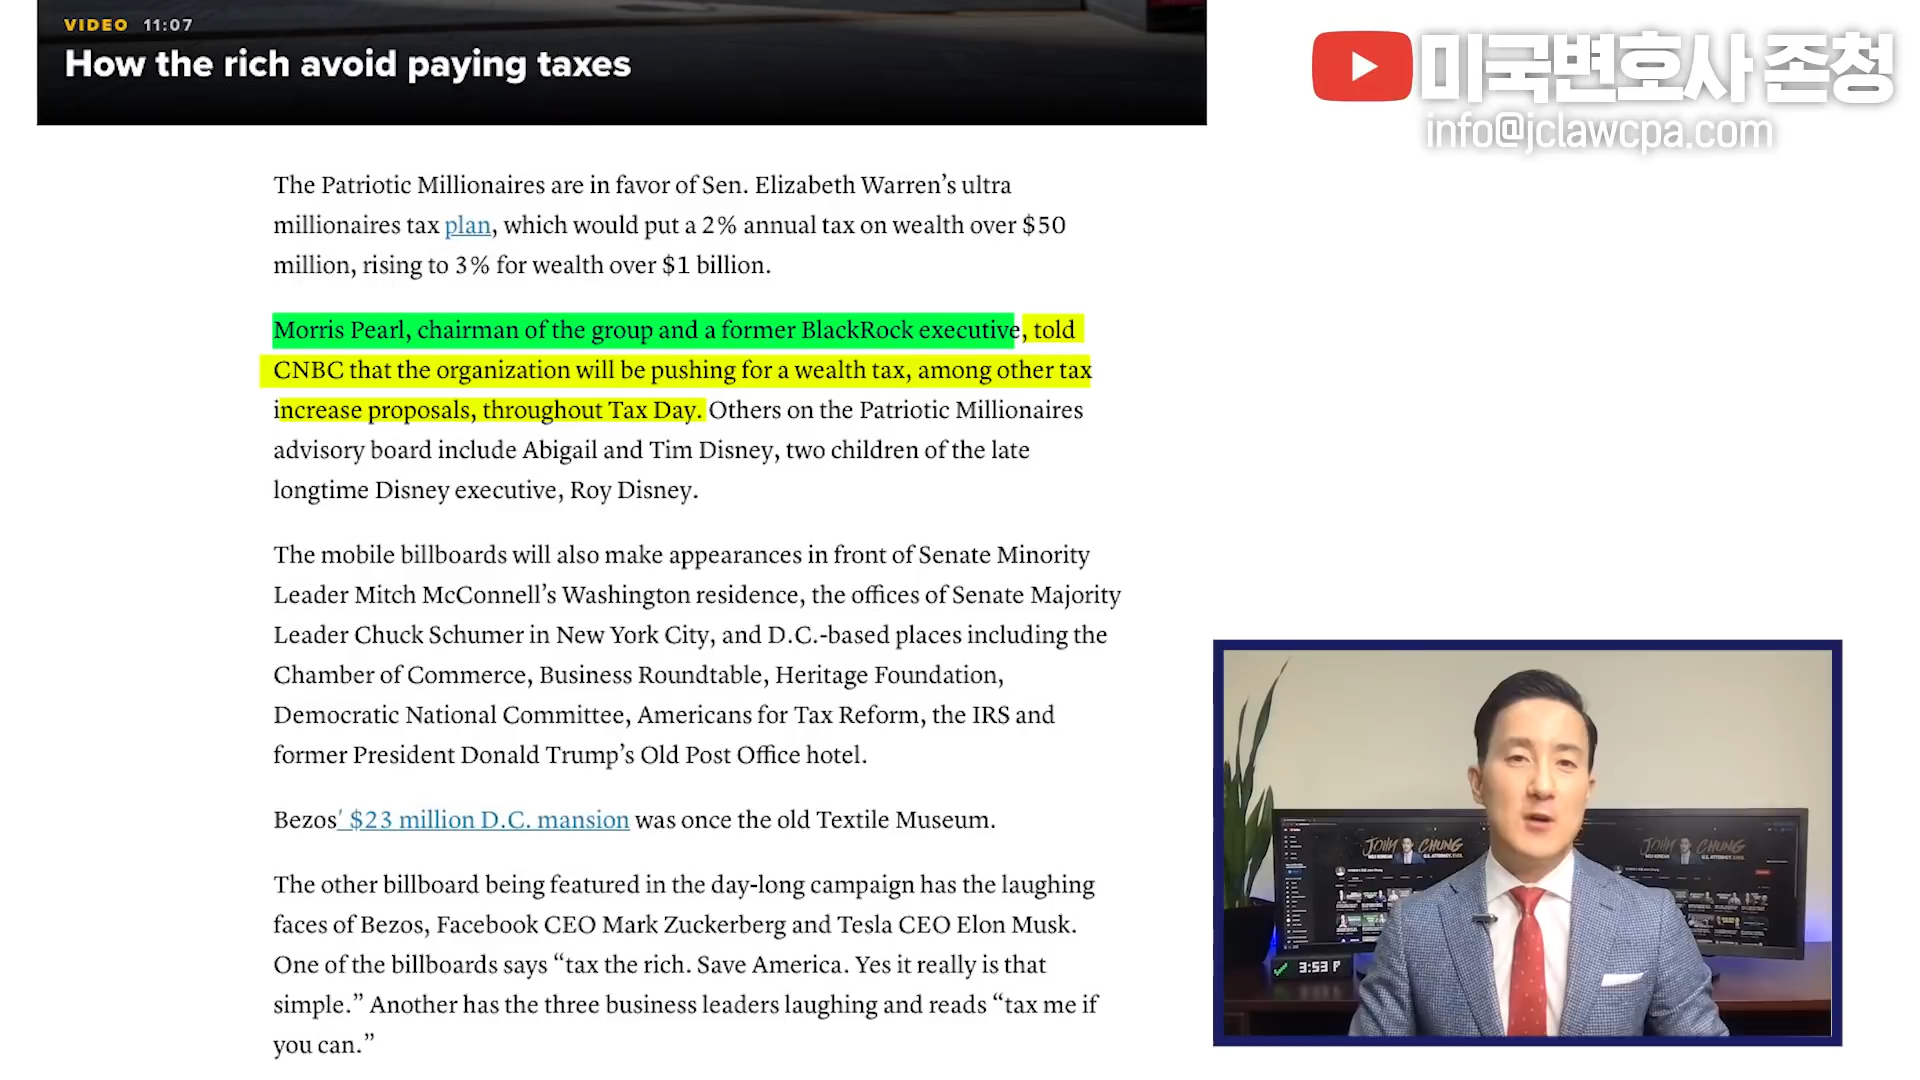 VIDEO 11:07
How the rich avoid paying taxes
미국변호사 존청
info@jclawcpa.com
The Patriotic Millionaires are in favor of Sen. Elizabeth Warren’s ultra
millionaires tax plan, which would put a 2% annual tax on wealth over $50
million, rising to 3% for wealth over $1 billion.
Morris Pearl, chairman of the group and a former BlackRock executive, told
CNBC that the organization will be pushing for a wealth tax, among other tax
increase proposals, throughout Tax Day. Others on the Patriotic Millionaires
advisory board include Abigail and Tim Disney, two children of the late
longtime Disney executive, Roy Disney.
The mobile billboards will also make appearances in front of Senate Minority
Leader Mitch McConnell’s Washington residence, the offices of Senate Majority
Leader Chuck Schumer in New York City, and D.C.-based places including the
Chamber of Commerce, Business Roundtable, Heritage Foundation,
Democratic National Committee, Americans for Tax Reform, the IRS and
former President Donald Trump’s Old Post Office hotel.
Bezos’ $23 million D.C. mansion was once the old Textile Museum.
The other billboard being featured in the day-long campaign has the laughing
faces of Bezos, Facebook CEO Mark Zuckerberg and Tesla CEO Elon Musk.
One of the billboards says “tax the rich. Save America. Yes it really is that
simple.” Another has the three business leaders laughing and reads “tax me if
you can.”
JOHN CHUNG
JOHN CHUNG
3:53 P